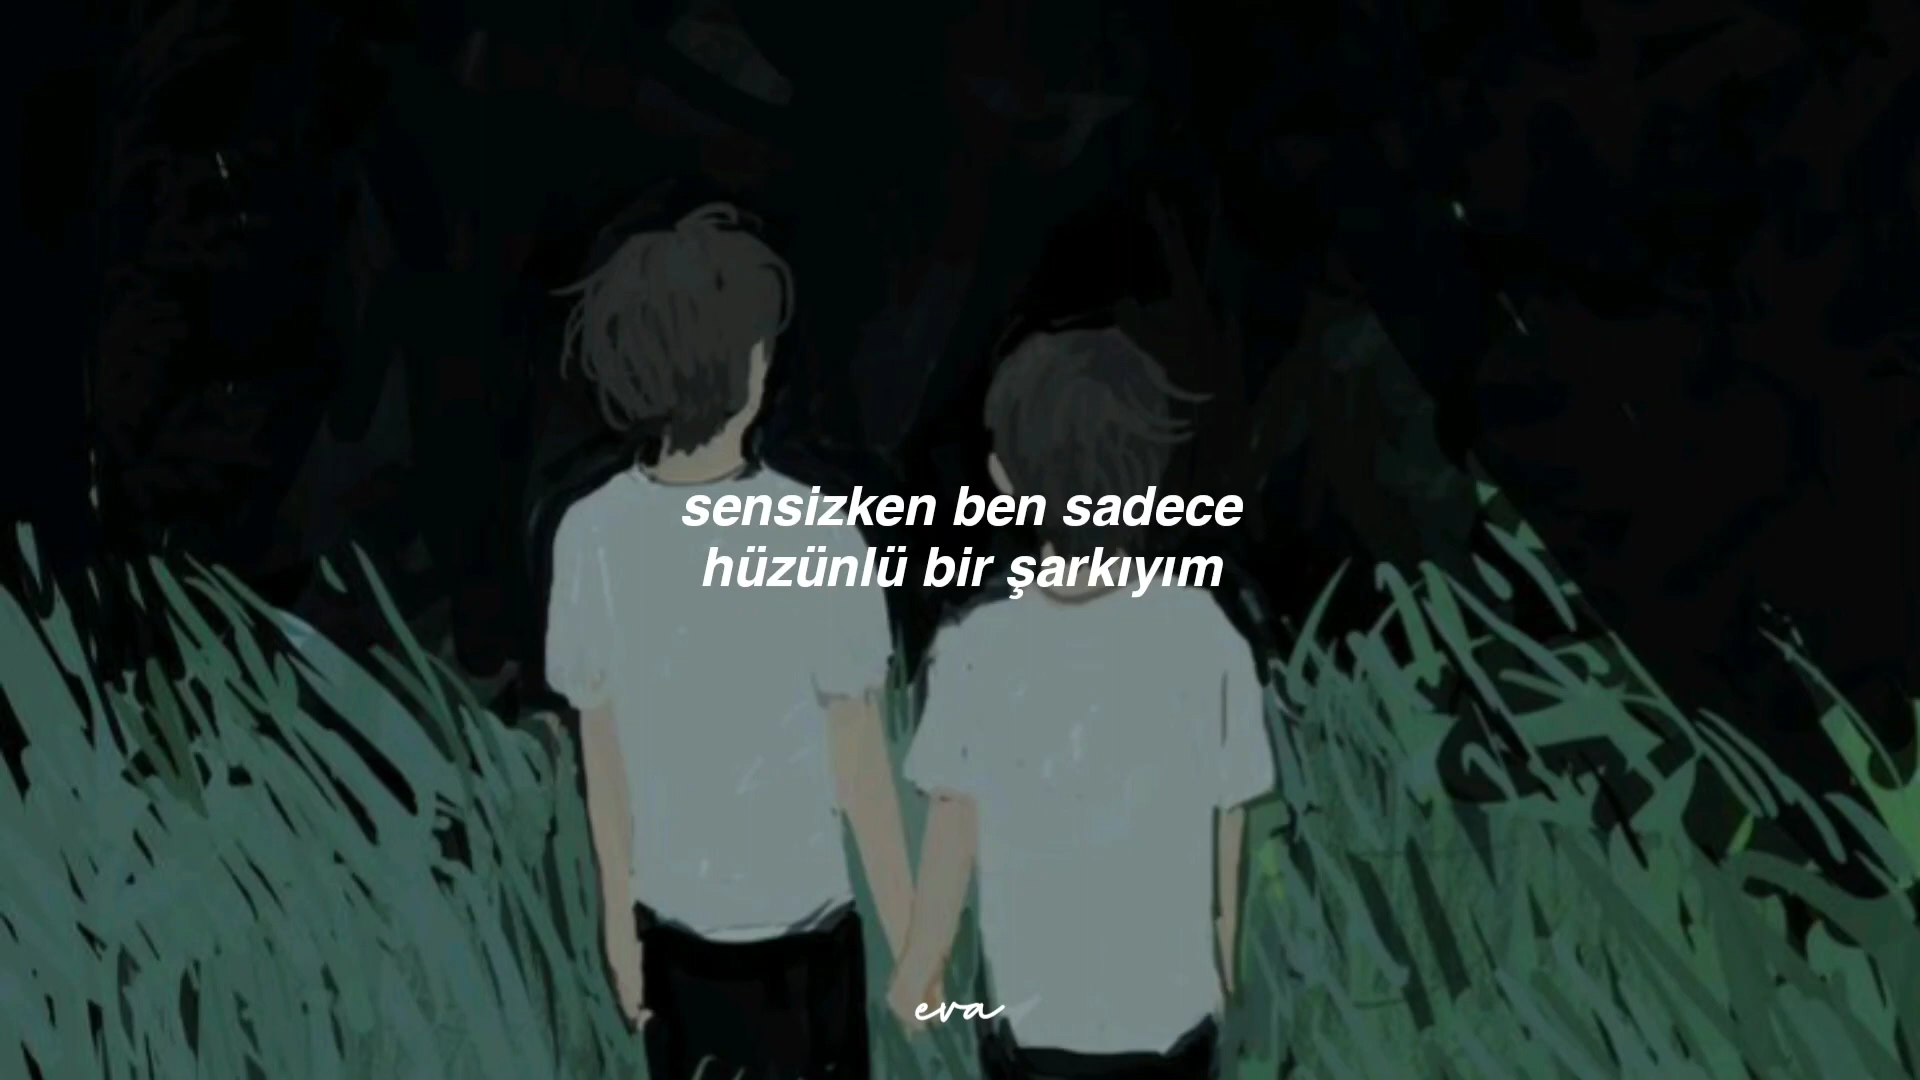 sensizken ben sadece
hüzünlü bir şarkıyım
eva